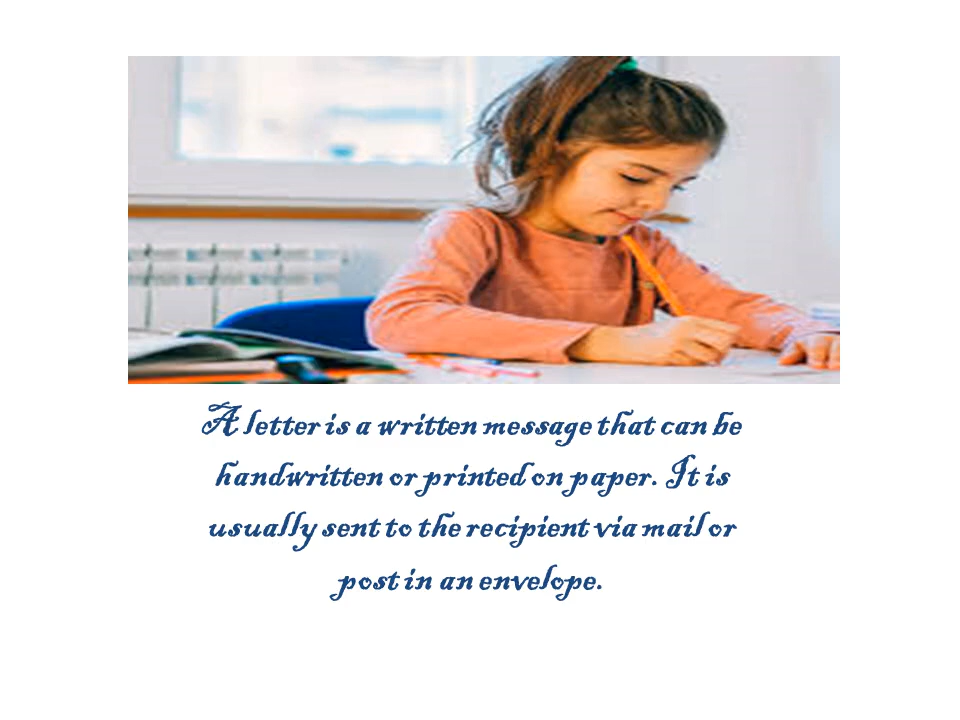 A letter is a written message that can be
handwritten or printed on paper. It is
usually sent to the recipient via mail or
post in an envelope.